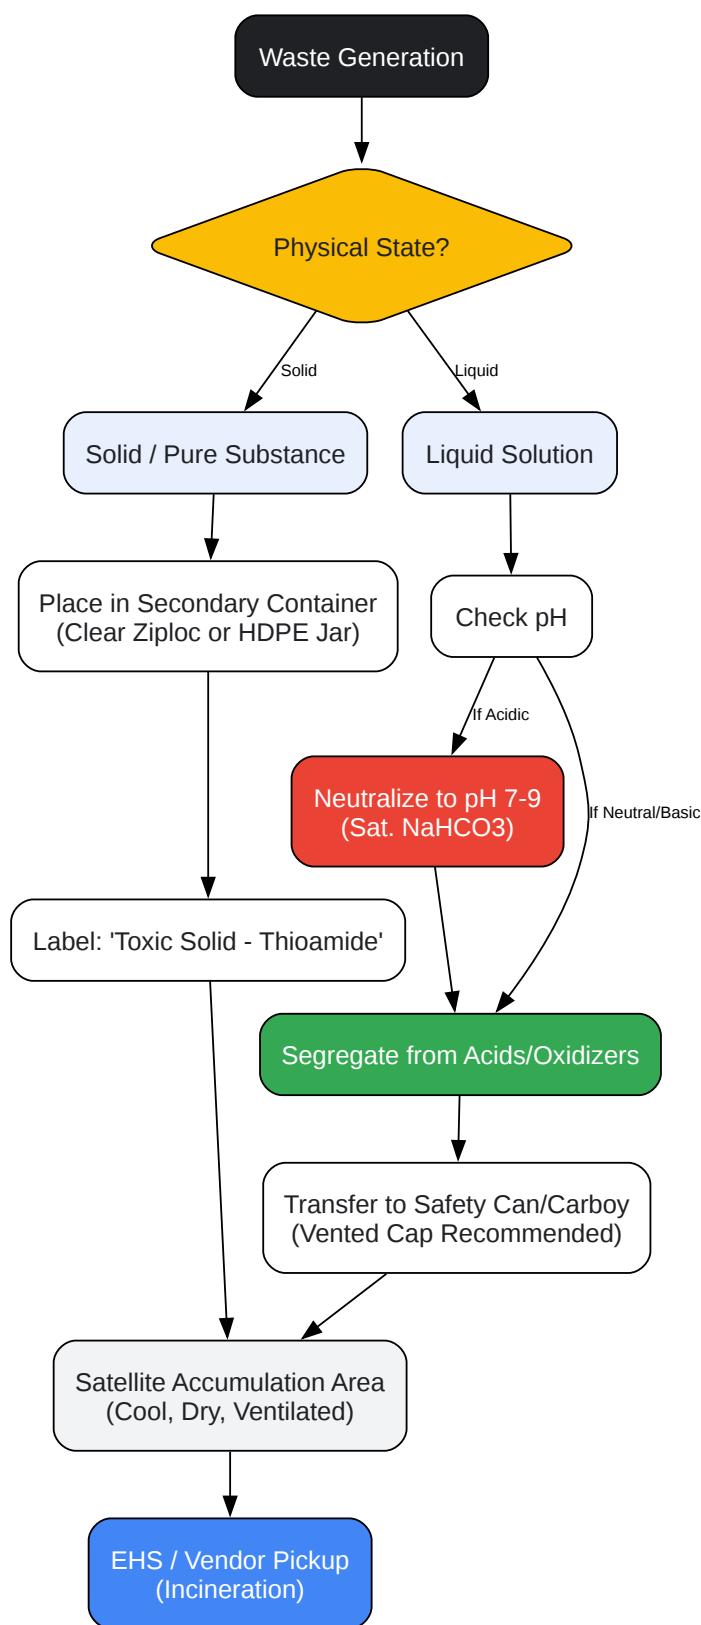 Waste Generation
Physical State?
Solid
Liquid
Solid / Pure Substance
Liquid Solution
Place in Secondary Container
(Clear Ziploc or HDPE Jar)
Check pH
If Acidic
Neutralize to pH 7-9
(Sat. NaHCO3)
If Neutral/Basic
Label: 'Toxic Solid - Thioamide'
Segregate from Acids/Oxidizers
Transfer to Safety Can/Carboy
(Vented Cap Recommended)
Satellite Accumulation Area
(Cool, Dry, Ventilated)
EHS / Vendor Pickup
(Incineration)